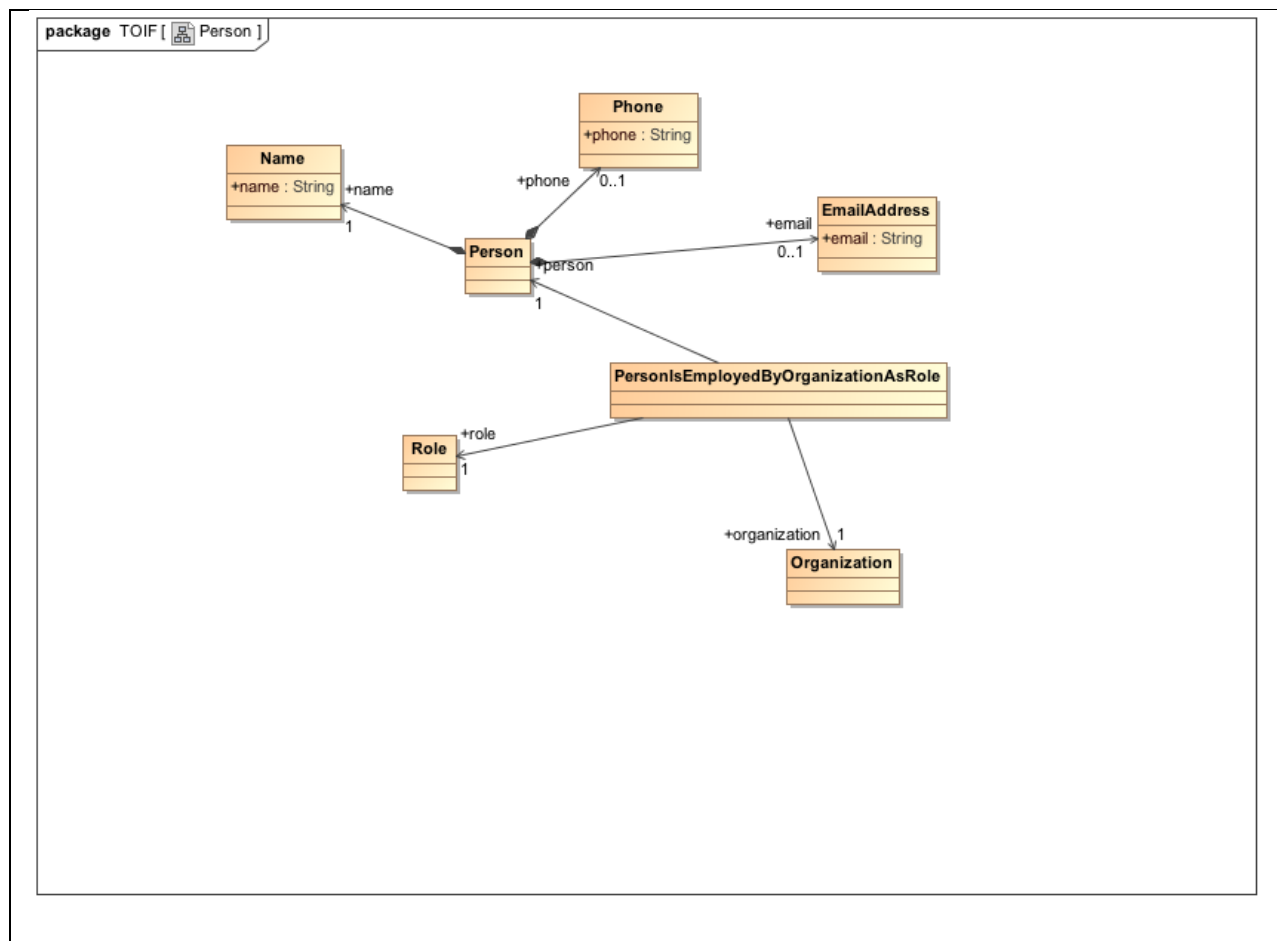 package TOIF [ Person ]
Phone
+phone : String
+phone
0..1
Name
+name : String
+name
1
EmailAddress
+email : String
+email
0..1
Person
+person
1
PersonIsEmployedByOrganizationAsRole
+role
1
Role
+organization
1
Organization